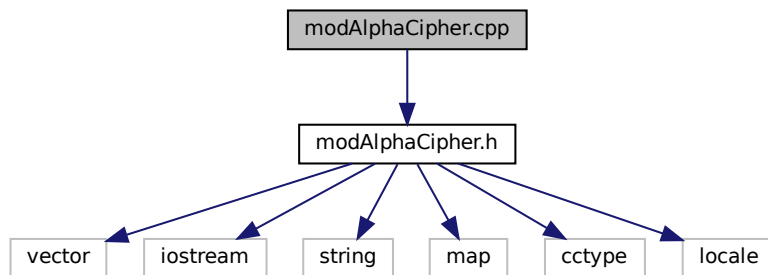 modAlphaCipher.cpp
modAlphaCipher.h
vector
iostream
string
map
cctype
locale